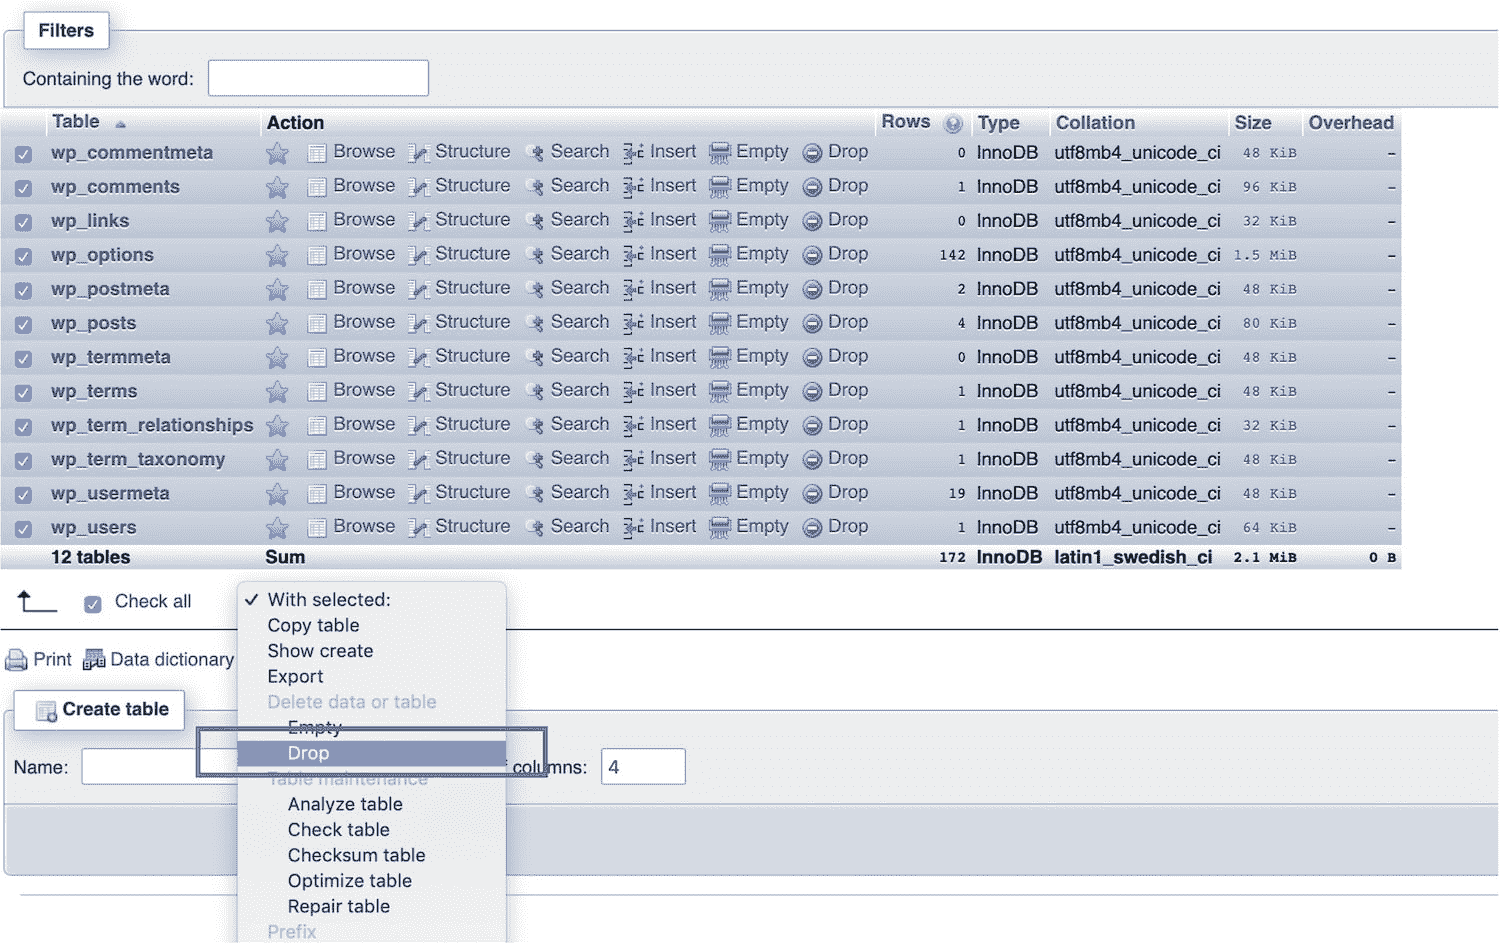 Filters
Containing the word:
Table Action Rows Type Collation Size Overhead
wp_commentmeta Browse Structure Search Insert Empty Drop 0 InnoDB utf8mb4_unicode_ci 48 KiB –
wp_comments Browse Structure Search Insert Empty Drop 1 InnoDB utf8mb4_unicode_ci 96 KiB –
wp_links Browse Structure Search Insert Empty Drop 0 InnoDB utf8mb4_unicode_ci 32 KiB –
wp_options Browse Structure Search Insert Empty Drop 142 InnoDB utf8mb4_unicode_ci 1.5 MiB –
wp_postmeta Browse Structure Search Insert Empty Drop 2 InnoDB utf8mb4_unicode_ci 48 KiB –
wp_posts Browse Structure Search Insert Empty Drop 4 InnoDB utf8mb4_unicode_ci 80 KiB –
wp_termmeta Browse Structure Search Insert Empty Drop 0 InnoDB utf8mb4_unicode_ci 48 KiB –
wp_terms Browse Structure Search Insert Empty Drop 1 InnoDB utf8mb4_unicode_ci 48 KiB –
wp_term_relationships Browse Structure Search Insert Empty Drop 1 InnoDB utf8mb4_unicode_ci 32 KiB –
wp_term_taxonomy Browse Structure Search Insert Empty Drop 1 InnoDB utf8mb4_unicode_ci 48 KiB –
wp_usermeta Browse Structure Search Insert Empty Drop 19 InnoDB utf8mb4_unicode_ci 48 KiB –
wp_users Browse Structure Search Insert Empty Drop 1 InnoDB utf8mb4_unicode_ci 64 KiB –
12 tables Sum 172 InnoDB latin1_swedish_ci 2.1 MiB 0 B
Check all
✓ With selected:
Copy table
Show create
Export
Delete data or table
Empty
Drop
Table maintenance
Analyze table
Check table
Checksum table
Optimize table
Repair table
Prefix
Print Data dictionary
Create table
Name: columns: 4